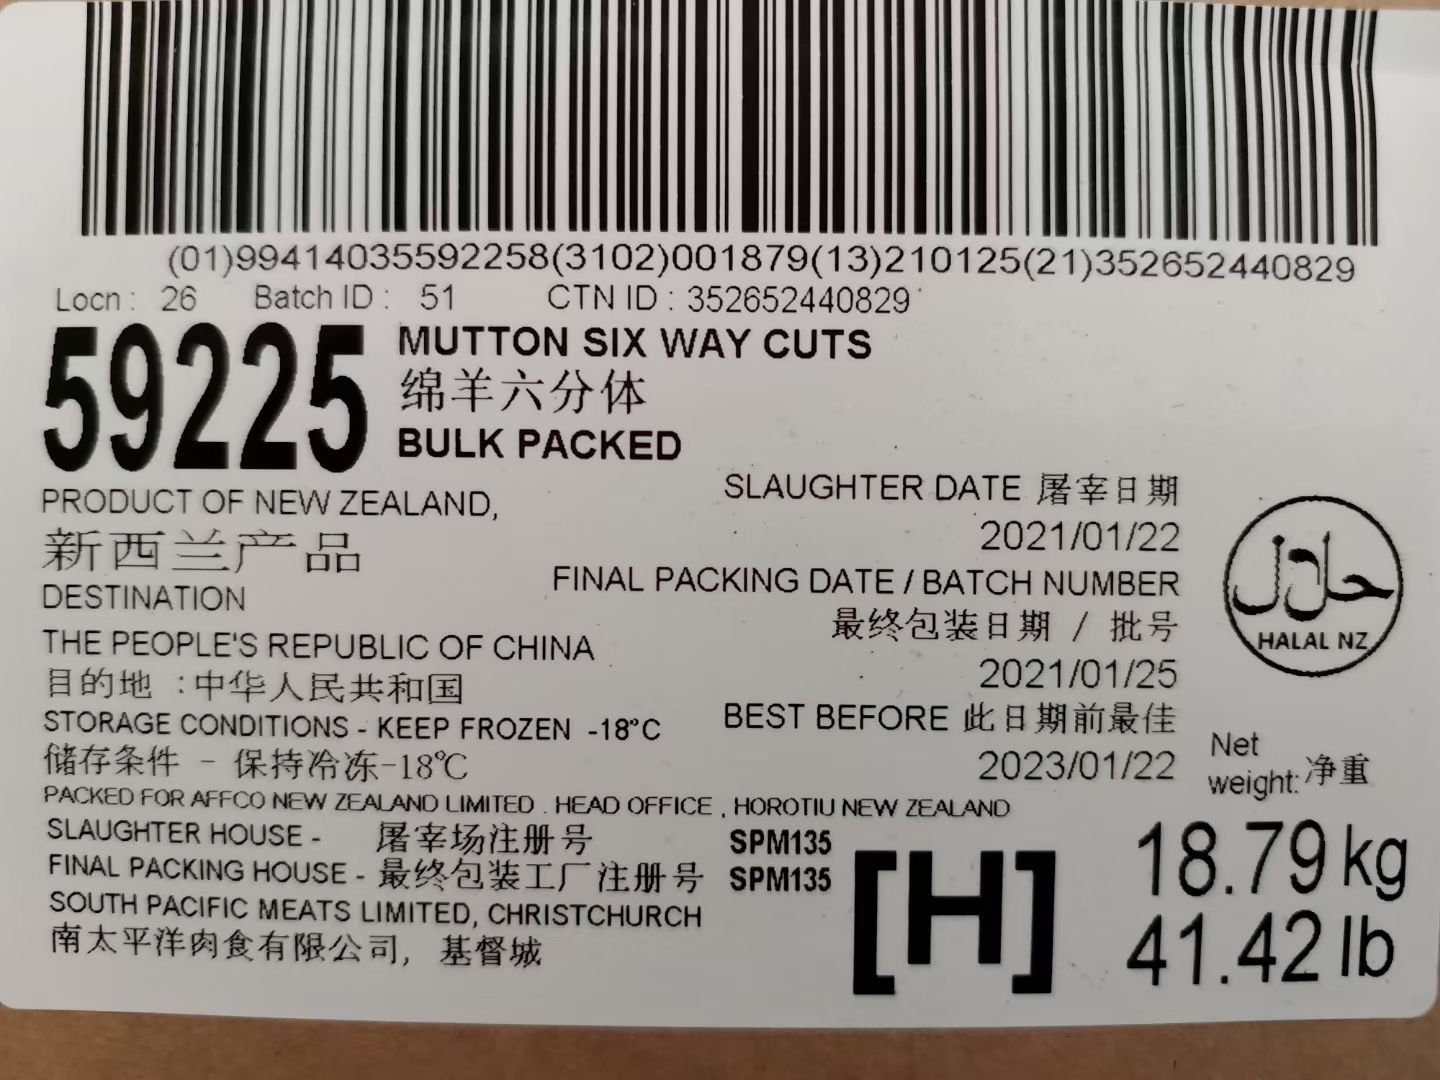 (01)99414035592258(3102)001879(13)210125(21)352652440829
Locn : 26 Batch ID : 51 CTN ID : 352652440829
59225 MUTTON SIX WAY CUTS
绵羊六分体
BULK PACKED
PRODUCT OF NEW ZEALAND,
新西兰产品
DESTINATION
THE PEOPLE'S REPUBLIC OF CHINA
目的地 :中华人民共和国
STORAGE CONDITIONS - KEEP FROZEN -18°C
储存条件 - 保持冷冻-18℃
SLAUGHTER DATE 屠宰日期
2021/01/22
FINAL PACKING DATE / BATCH NUMBER
最终包装日期 / 批号
2021/01/25
BEST BEFORE 此日期前最佳
2023/01/22
حلال
HALAL NZ
PACKED FOR AFFCO NEW ZEALAND LIMITED . HEAD OFFICE , HOROTIU NEW ZEALAND
SLAUGHTER HOUSE - 屠宰场注册号 SPM135
FINAL PACKING HOUSE - 最终包装工厂注册号 SPM135
SOUTH PACIFIC MEATS LIMITED, CHRISTCHURCH
南太平洋肉食有限公司, 基督城
[H]
Net
weight:净重
18.79 kg
41.42 lb